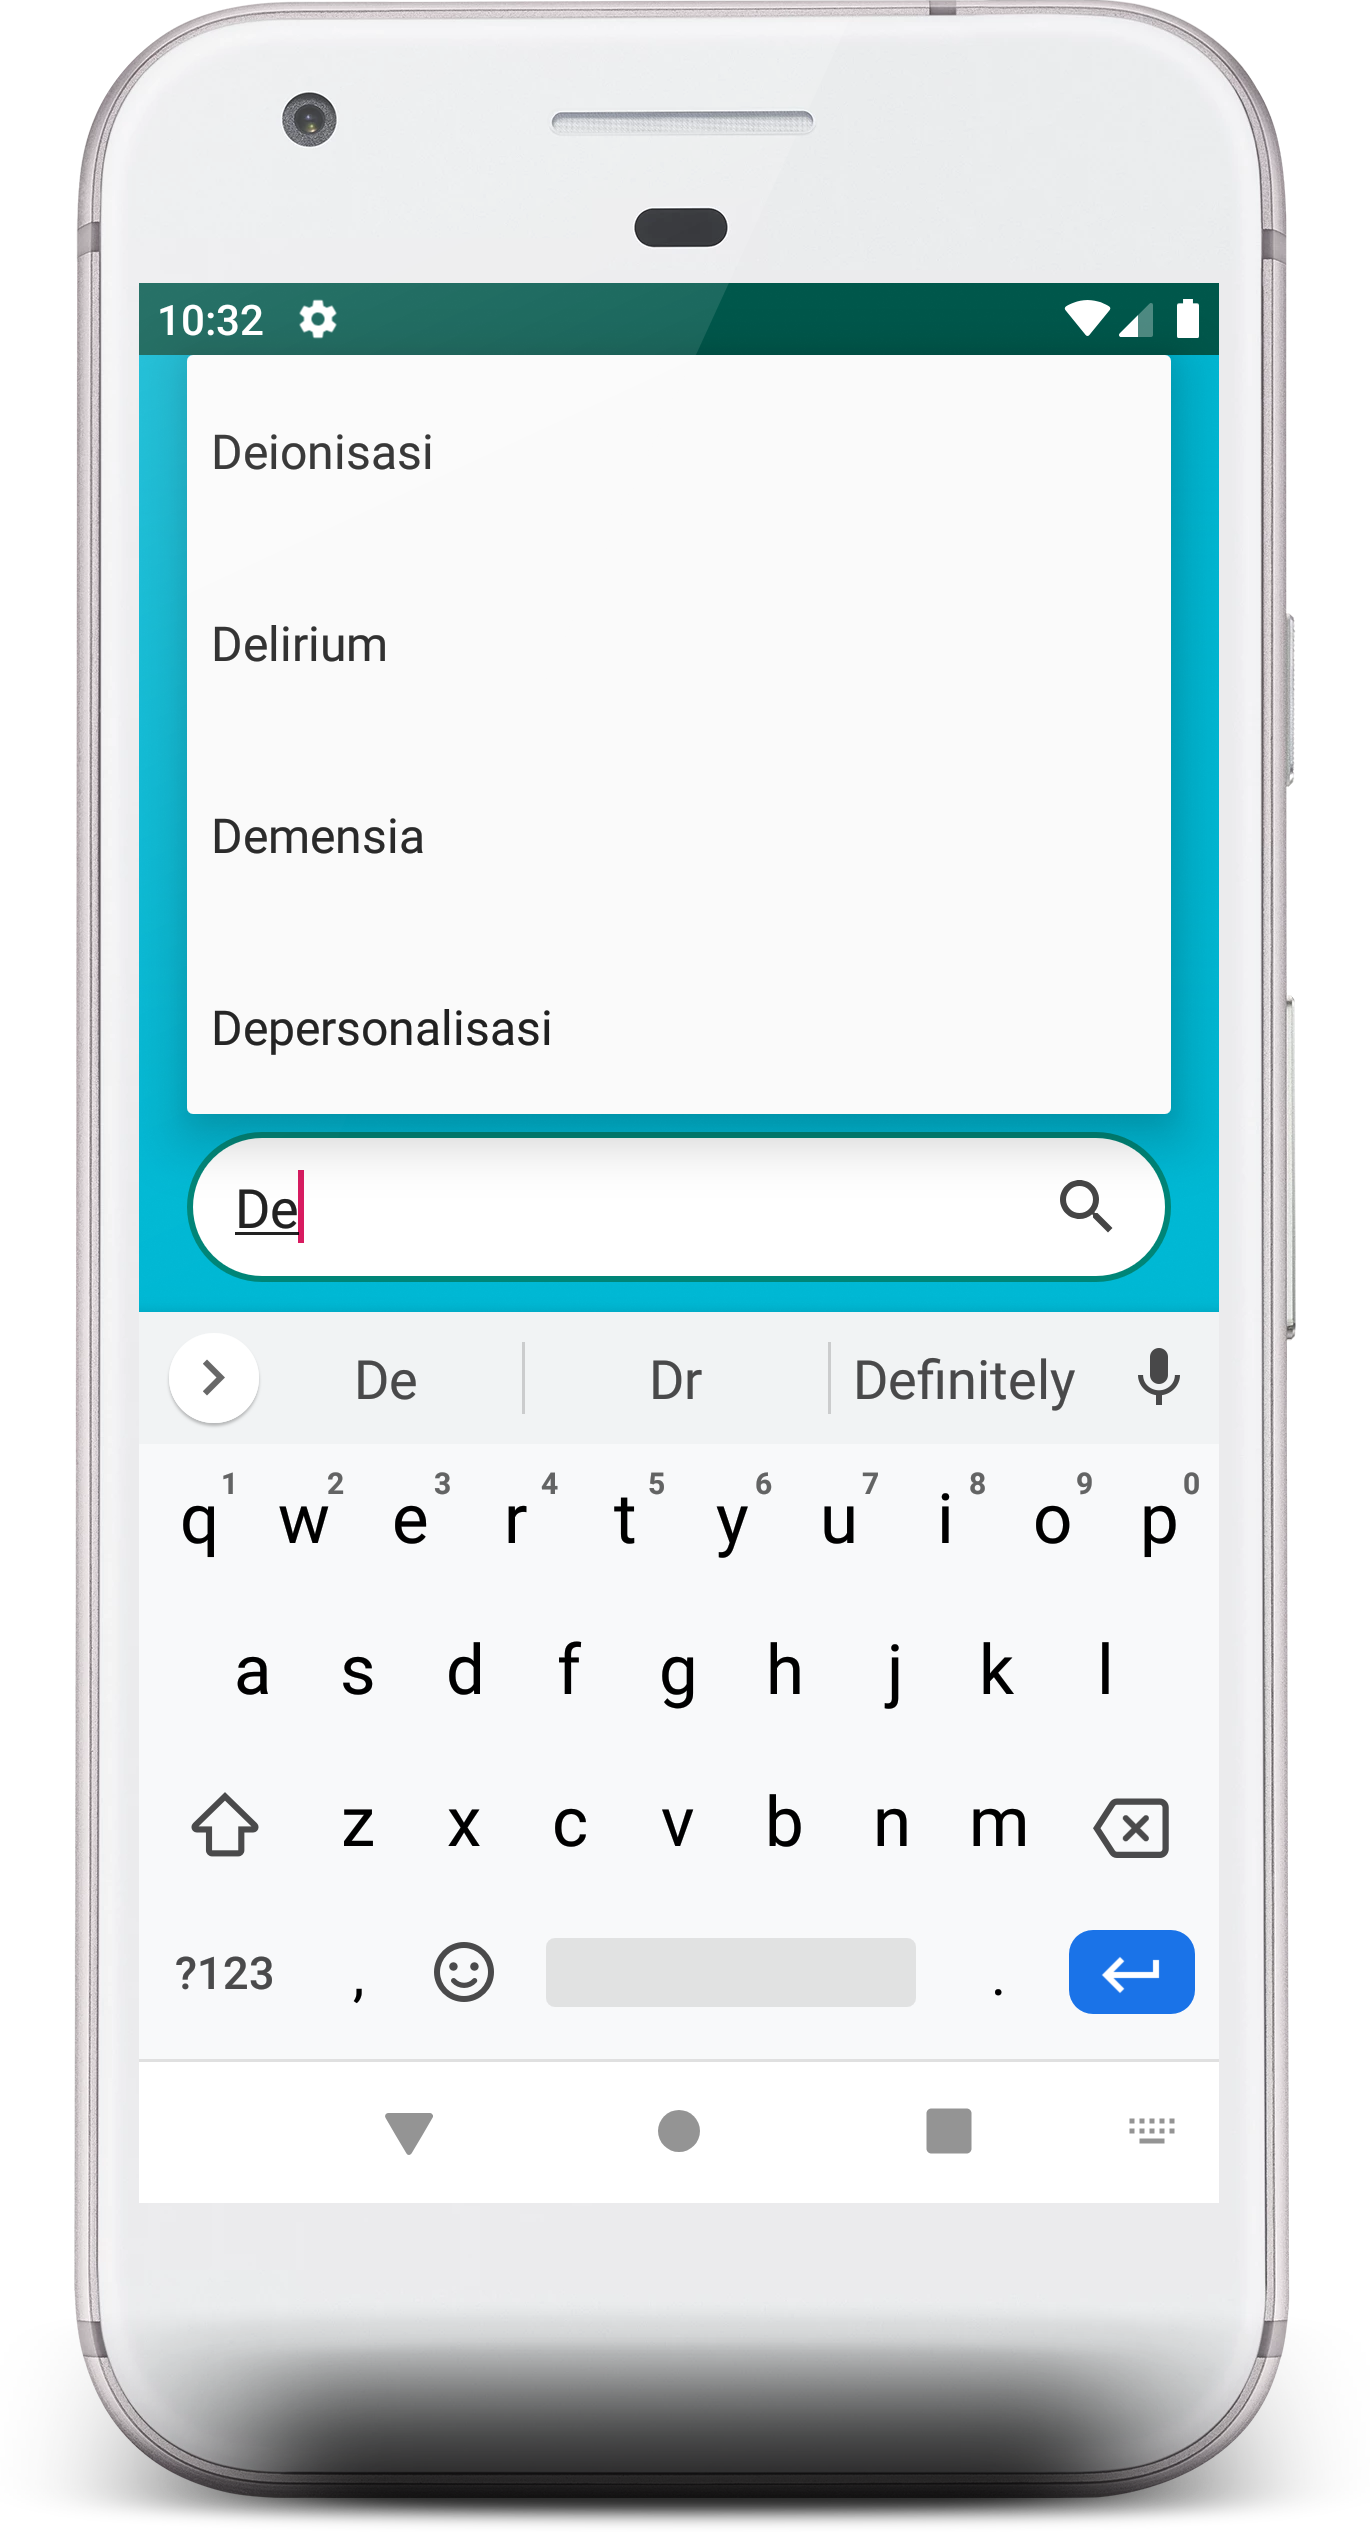 10:32
Deionisasi
Delirium
Demensia
Depersonalisasi
De
De Dr Definitely
1 2 3 4 5 6 7 8 9 0
q w e r t y u i o p
a s d f g h j k l
z x c v b n m
?123 , .